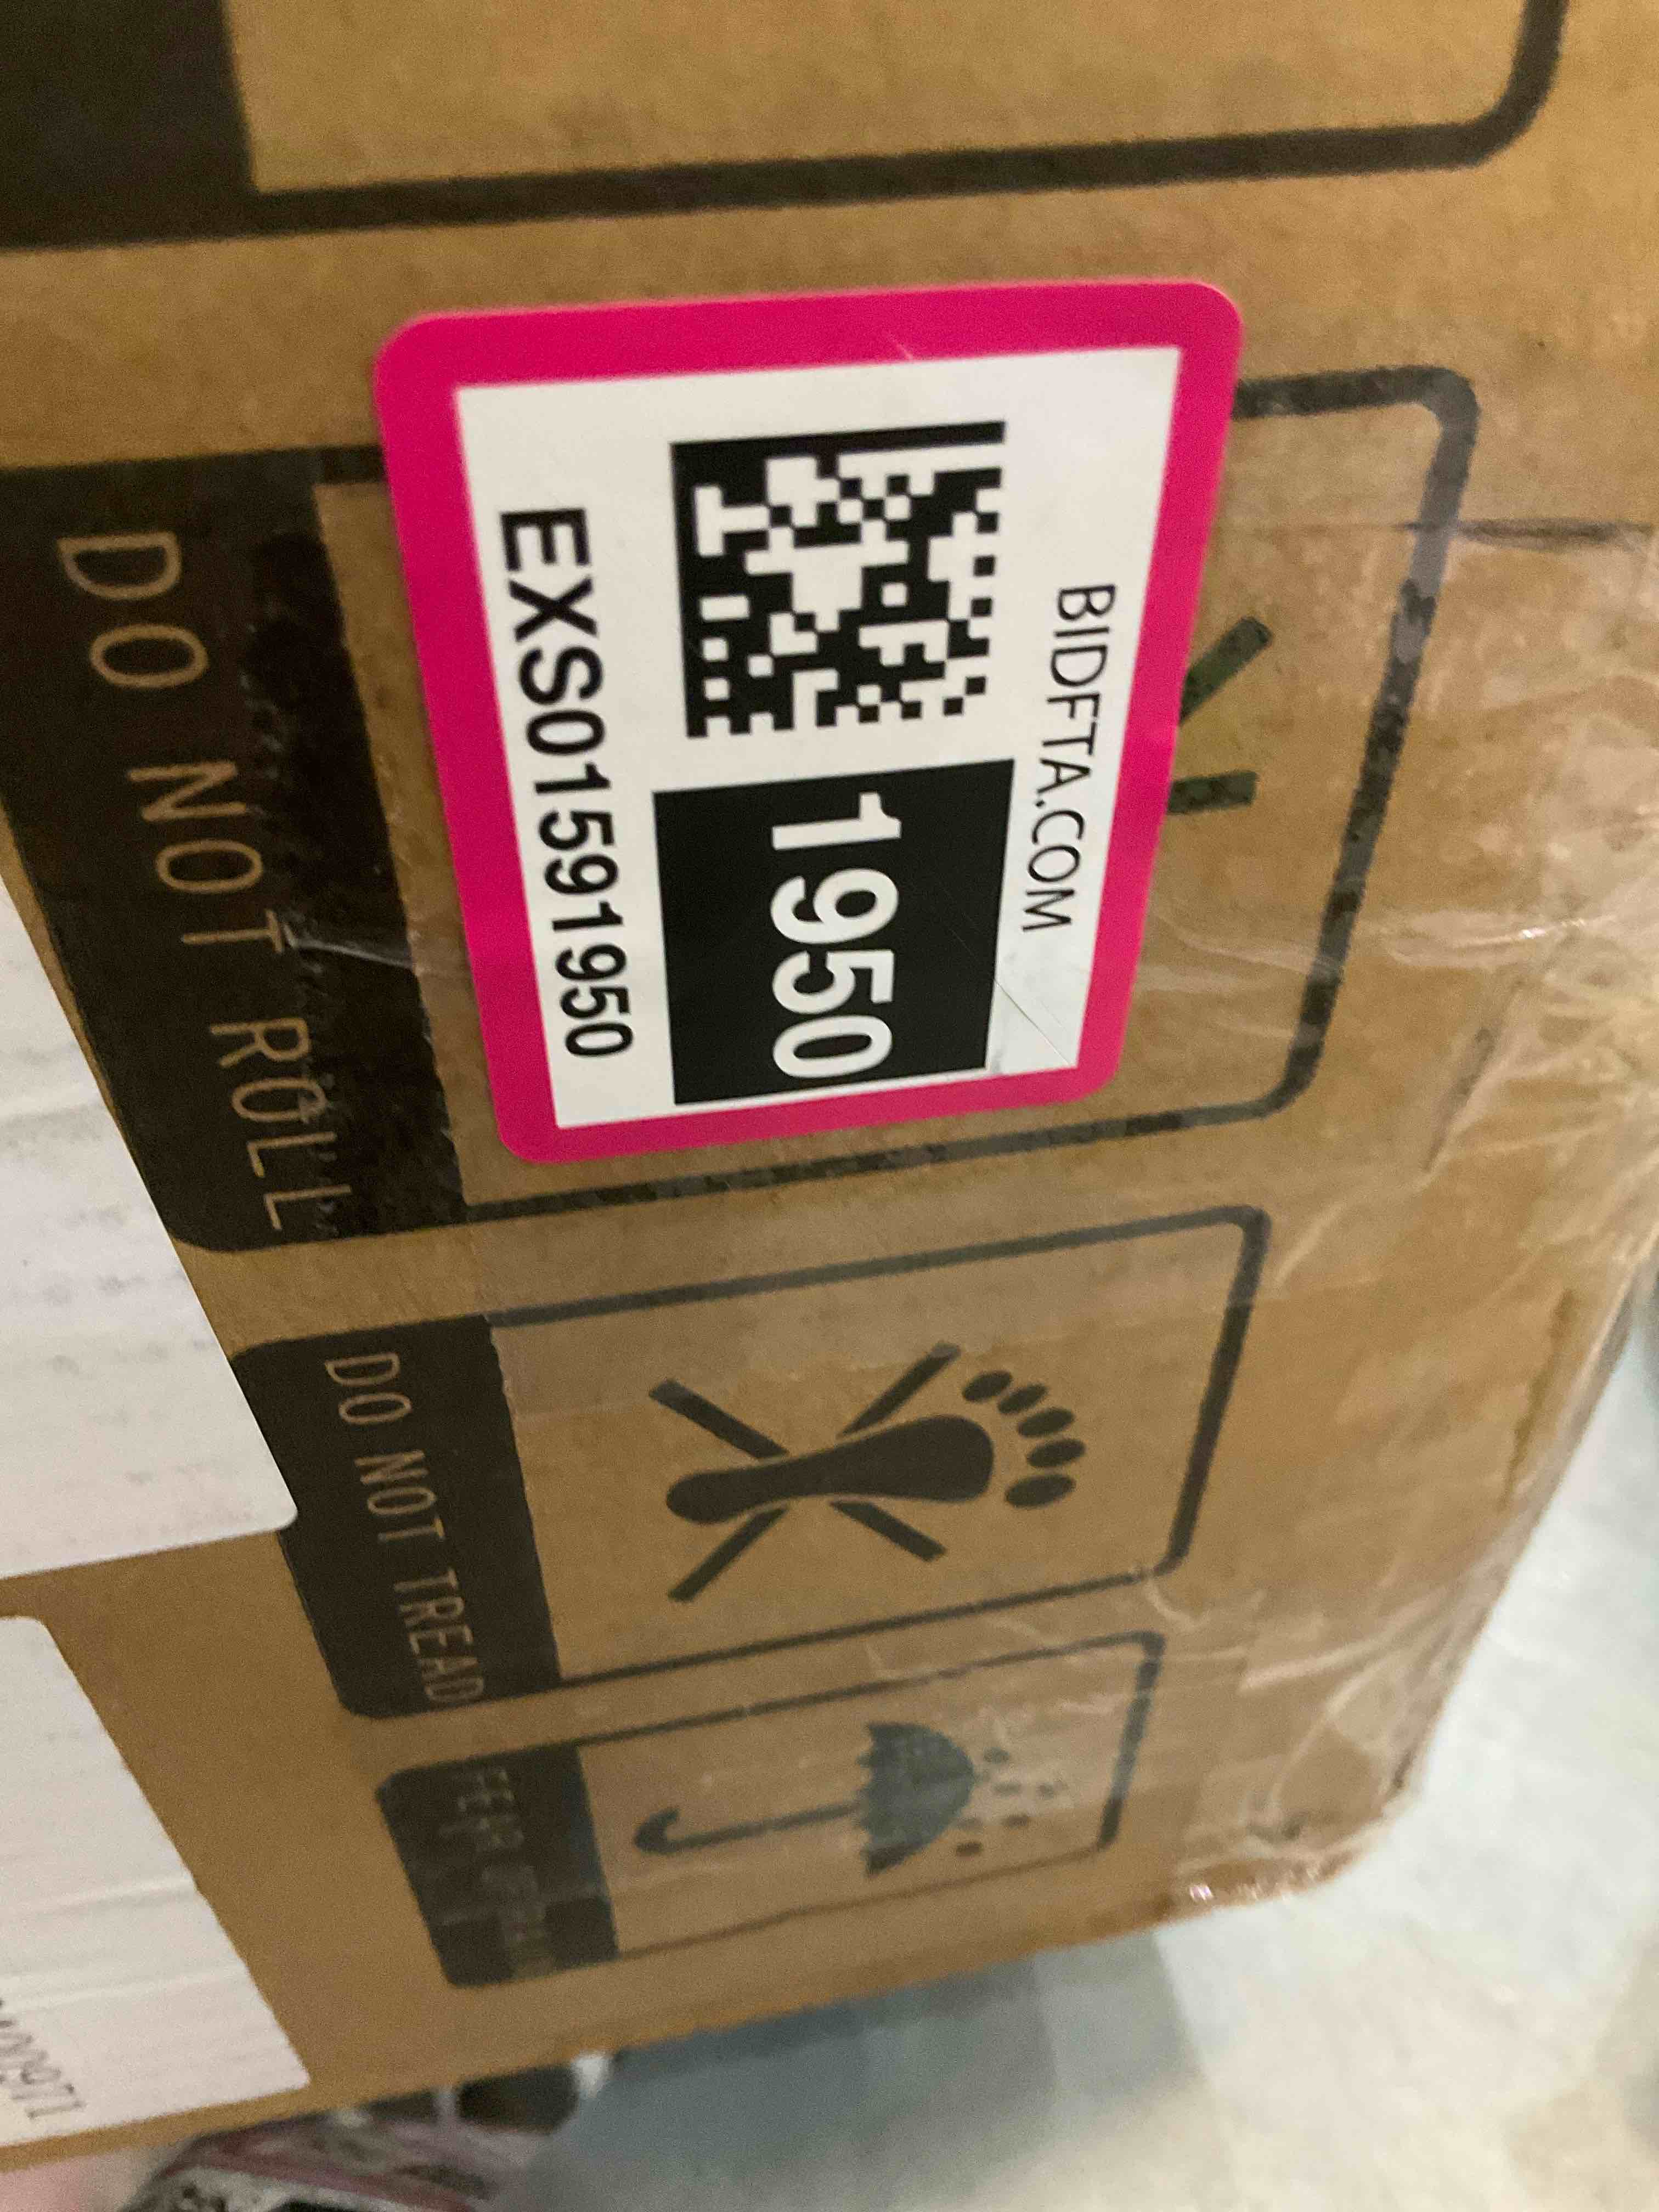 BIDFTA.COM
1950
EXS01591950
DO NOT ROLL
DO NOT TREAD